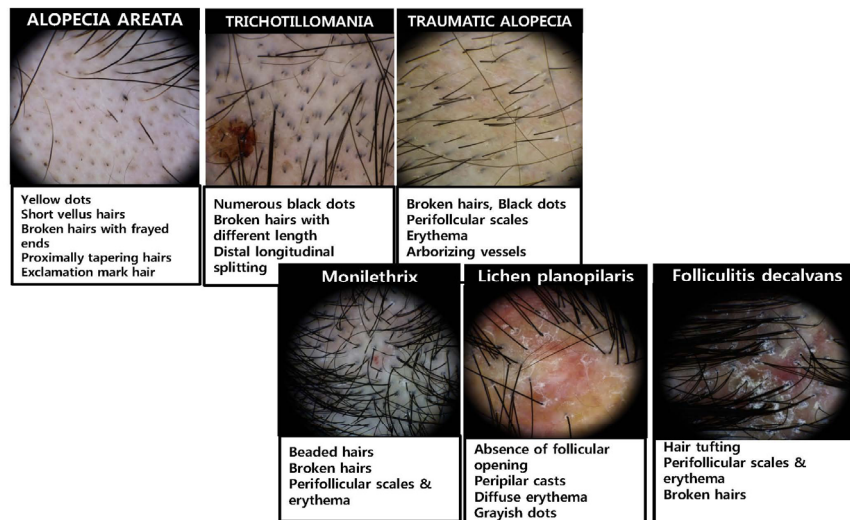 ALOPECIA AREATA
Yellow dots
Short vellus hairs
Broken hairs with frayed
ends
Proximally tapering hairs
Exclamation mark hair
TRICHOTILLOMANIA
Numerous black dots
Broken hairs with
different length
Distal longitudinal
splitting
TRAUMATIC ALOPECIA
Broken hairs, Black dots
Perifollcular scales
Erythema
Arborizing vessels
Monilethrix
Beaded hairs
Broken hairs
Perifollicular scales &
erythema
Lichen planopilaris
Absence of follicular
opening
Peripilar casts
Diffuse erythema
Grayish dots
Folliculitis decalvans
Hair tufting
Perifollicular scales &
erythema
Broken hairs